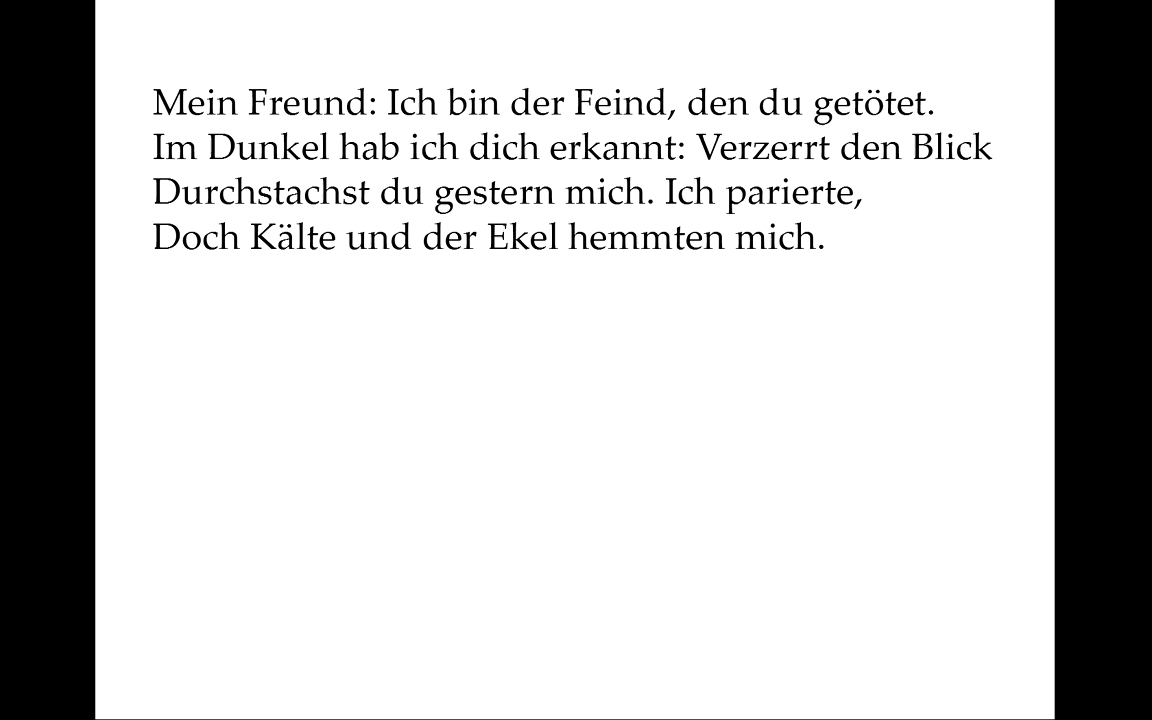 Mein Freund: Ich bin der Feind, den du getötet.
Im Dunkel hab ich dich erkannt: Verzerrt den Blick
Durchstachst du gestern mich. Ich parierte,
Doch Kälte und der Ekel hemmten mich.